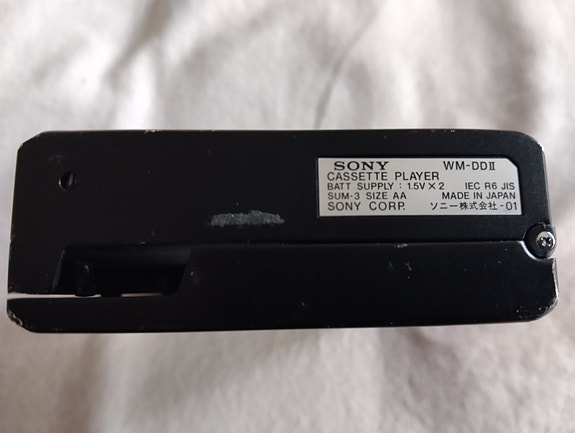 SONY WM-DDII
CASSETTE PLAYER
BATT SUPPLY : 1.5V×2 IEC R6 JIS
SUM-3 SIZE AA MADE IN JAPAN
SONY CORP. ソニー株式会社-01